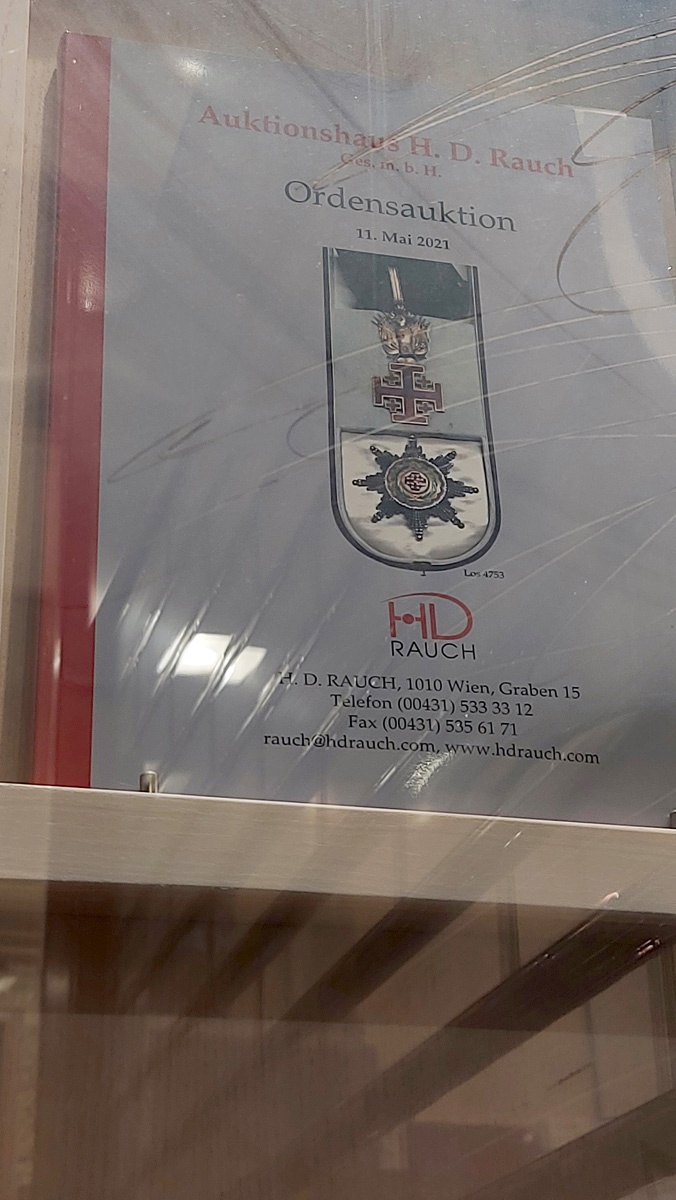 Auktionshaus H. D. Rauch
Ges. m. b. H.
Ordensauktion
11. Mai 2021
Los 4753
HD
RAUCH
H. D. RAUCH, 1010 Wien, Graben 15
Telefon (00431) 533 33 12
Fax (00431) 535 61 71
rauch@hdrauch.com, www.hdrauch.com